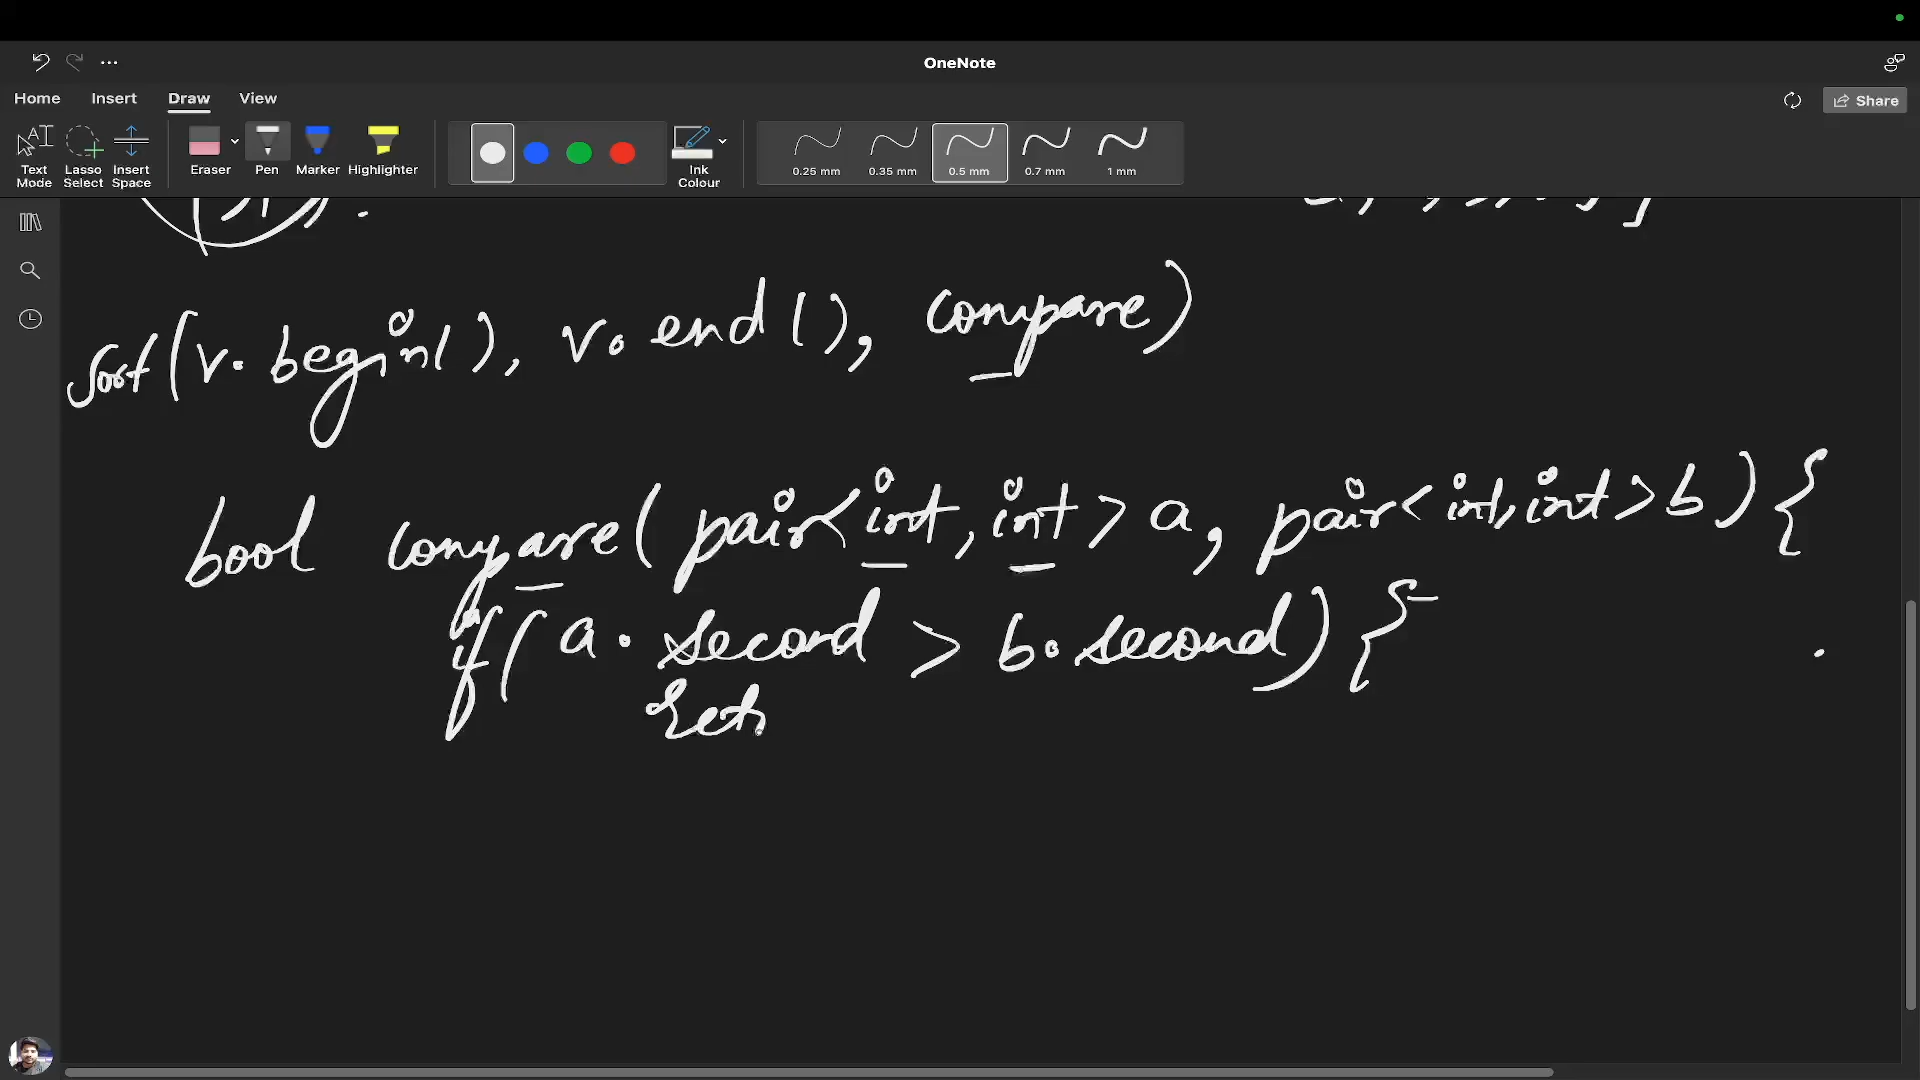 OneNote
Home Insert Draw View Share
Text Mode Lasso Select Insert Space Eraser Pen Marker Highlighter Ink Colour 0.25 mm 0.35 mm 0.5 mm 0.7 mm 1 mm
sort(v.begin(), v.end(), compare)
bool compare(pair<int, int> a, pair<int, int> b){
if(a.second > b.second){
ret